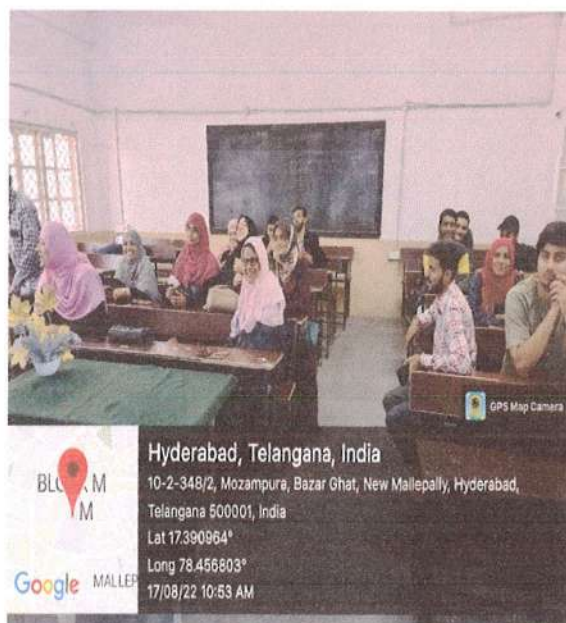 GPS Map Camera
Hyderabad, Telangana, India
10-2-348/2, Mozampura, Bazar Ghat, New Mallepally, Hyderabad,
Telangana 500001, India
Lat 17.390964°
Long 78.456803°
17/08/22 10:53 AM
M
M
Google
MALLEP